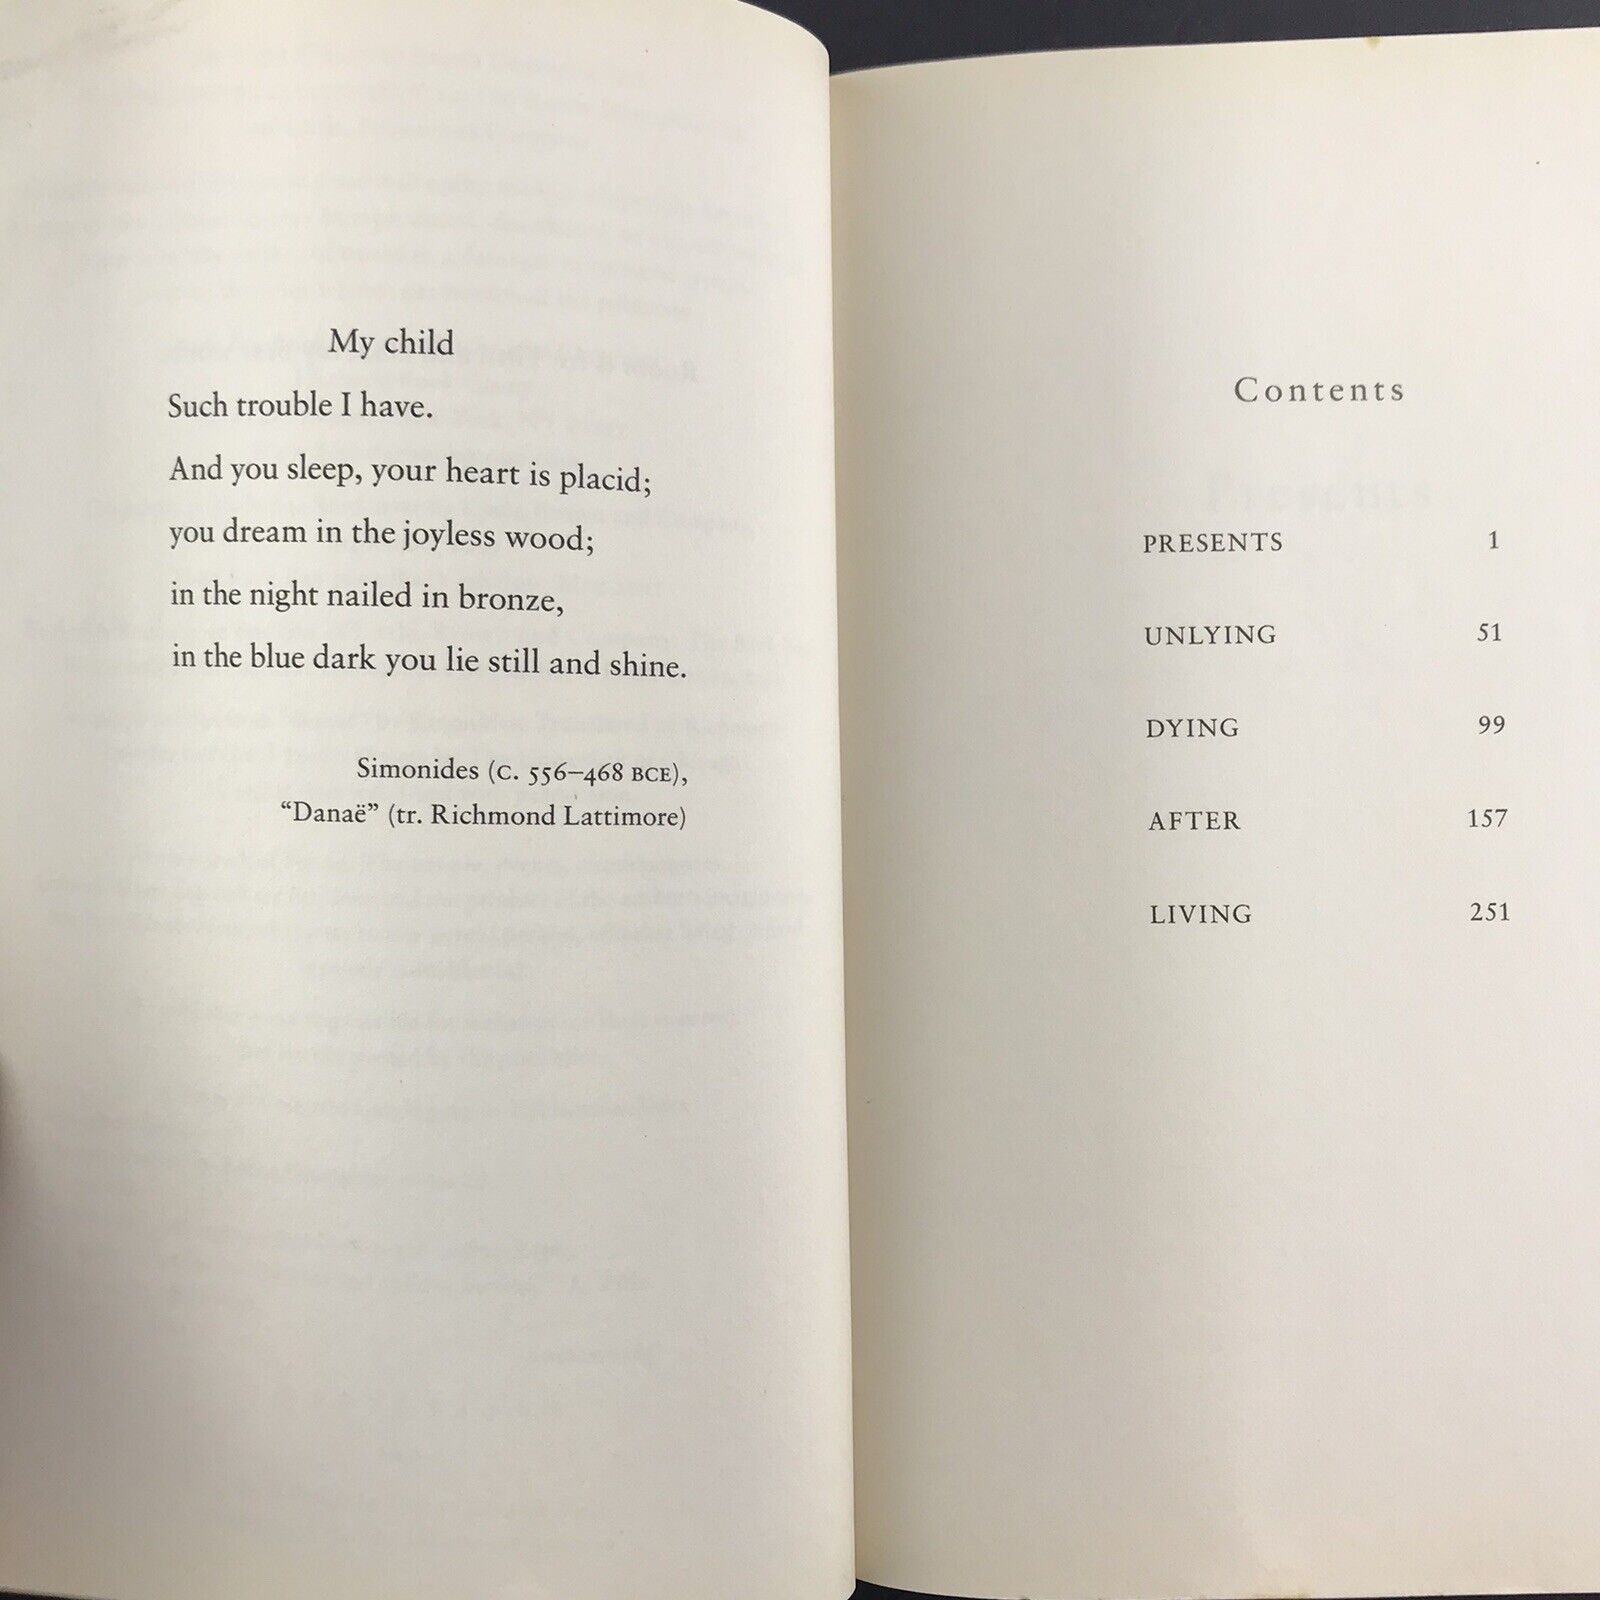 My child
Such trouble I have.
And you sleep, your heart is placid;
you dream in the joyless wood;
in the night nailed in bronze,
in the blue dark you lie still and shine.
Simonides (C. 556–468 BCE),
“Danaë” (tr. Richmond Lattimore)
Contents
PRESENTS 1
UNLYING 51
DYING 99
AFTER 157
LIVING 251